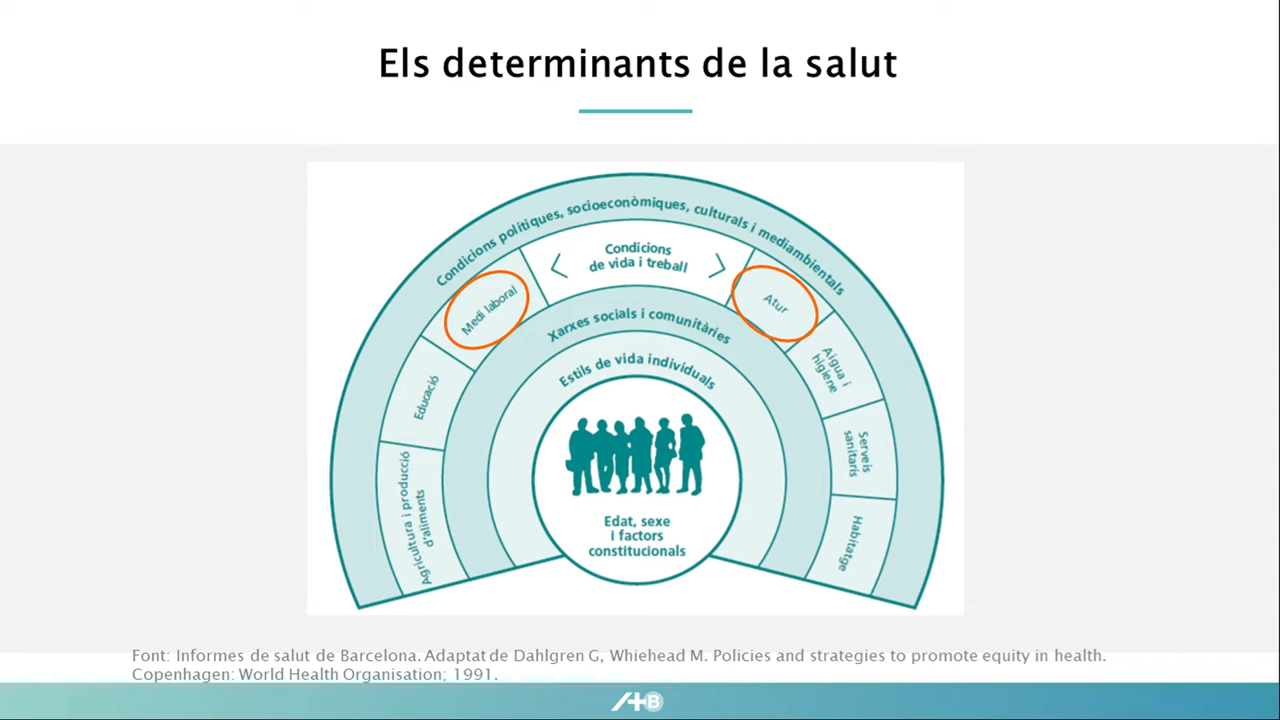 Els determinants de la salut
Condicions polítiques, socioeconòmiques, culturals i mediambientals
Condicions
de vida i treball
Medi laboral
Atur
Xarxes socials i comunitàries
Aigua i
higiene
Estils de vida individuals
Educació
Serveis
sanitaris
Agricultura i producció
d'aliments
Habitatge
Edat, sexe
i factors
constitucionals
Font: Informes de salut de Barcelona. Adaptat de Dahlgren G, Whiehead M. Policies and strategies to promote equity in health.
Copenhagen: World Health Organisation; 1991.
B